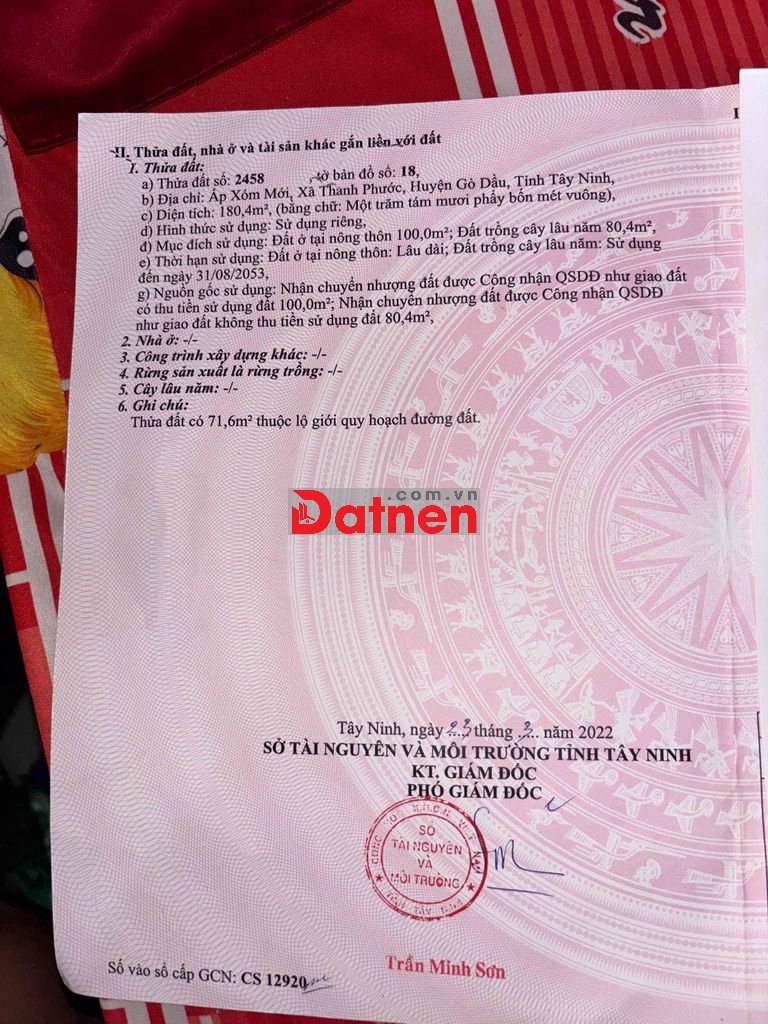 II. Thửa đất, nhà ở và tài sản khác gắn liền với đất
1. Thửa đất:
a) Thửa đất số: 2458 tờ bản đồ số: 18,
b) Địa chỉ: Ấp Xóm Mới, Xã Thanh Phước, Huyện Gò Dầu, Tỉnh Tây Ninh,
c) Diện tích: 180,4m², (bằng chữ: Một trăm tám mươi phẩy bốn mét vuông),
d) Hình thức sử dụng: Sử dụng riêng,
đ) Mục đích sử dụng: Đất ở tại nông thôn 100,0m²; Đất trồng cây lâu năm 80,4m²,
e) Thời hạn sử dụng: Đất ở tại nông thôn: Lâu dài; Đất trồng cây lâu năm: Sử dụng
đến ngày 31/08/2053,
g) Nguồn gốc sử dụng: Nhận chuyển nhượng đất được Công nhận QSDĐ như giao đất
có thu tiền sử dụng đất 100,0m²; Nhận chuyển nhượng đất được Công nhận QSDĐ
như giao đất không thu tiền sử dụng đất 80,4m²,
2. Nhà ở: -/-
3. Công trình xây dựng khác: -/-
4. Rừng sản xuất là rừng trồng: -/-
5. Cây lâu năm: -/-
6. Ghi chú:
Thửa đất có 71,6m² thuộc lộ giới quy hoạch đường đất.
.com.vn
Datnen
Tây Ninh, ngày 23 tháng 3 năm 2022
SỞ TÀI NGUYÊN VÀ MÔI TRƯỜNG TỈNH TÂY NINH
KT. GIÁM ĐỐC
PHÓ GIÁM ĐỐC
SỞ
TÀI NGUYÊN
VÀ
MÔI TRƯỜNG
TỈNH TÂY NINH
Trần Minh Sơn
Số vào sổ cấp GCN: CS 12920